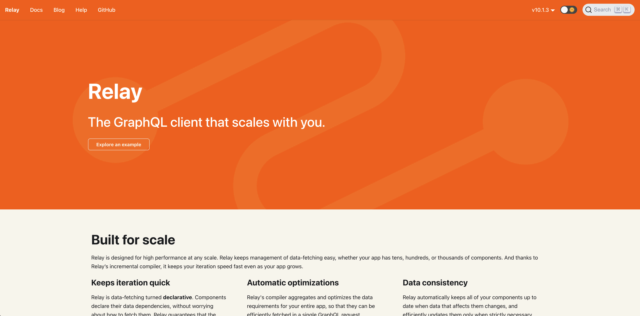 Relay Docs Blog Help GitHub v10.1.3 Search
Relay
The GraphQL client that scales with you.
Explore an example
Built for scale
Relay is designed for high performance at any scale. Relay keeps management of data-fetching easy, whether your app has tens, hundreds, or thousands of components. And thanks to
Relay's incremental compiler, it keeps your iteration speed fast even as your app grows.
Keeps iteration quick
Relay is data-fetching turned declarative. Components
declare their data dependencies, without worrying
about how to fetch them. Relay guarantees that the
Automatic optimizations
Relay's compiler aggregates and optimizes the data
requirements for your entire app, so that they can be
efficiently fetched in a single GraphQL request.
Data consistency
Relay automatically keeps all of your components up to
date when data that affects them changes, and
efficiently updates them only when strictly necessary.